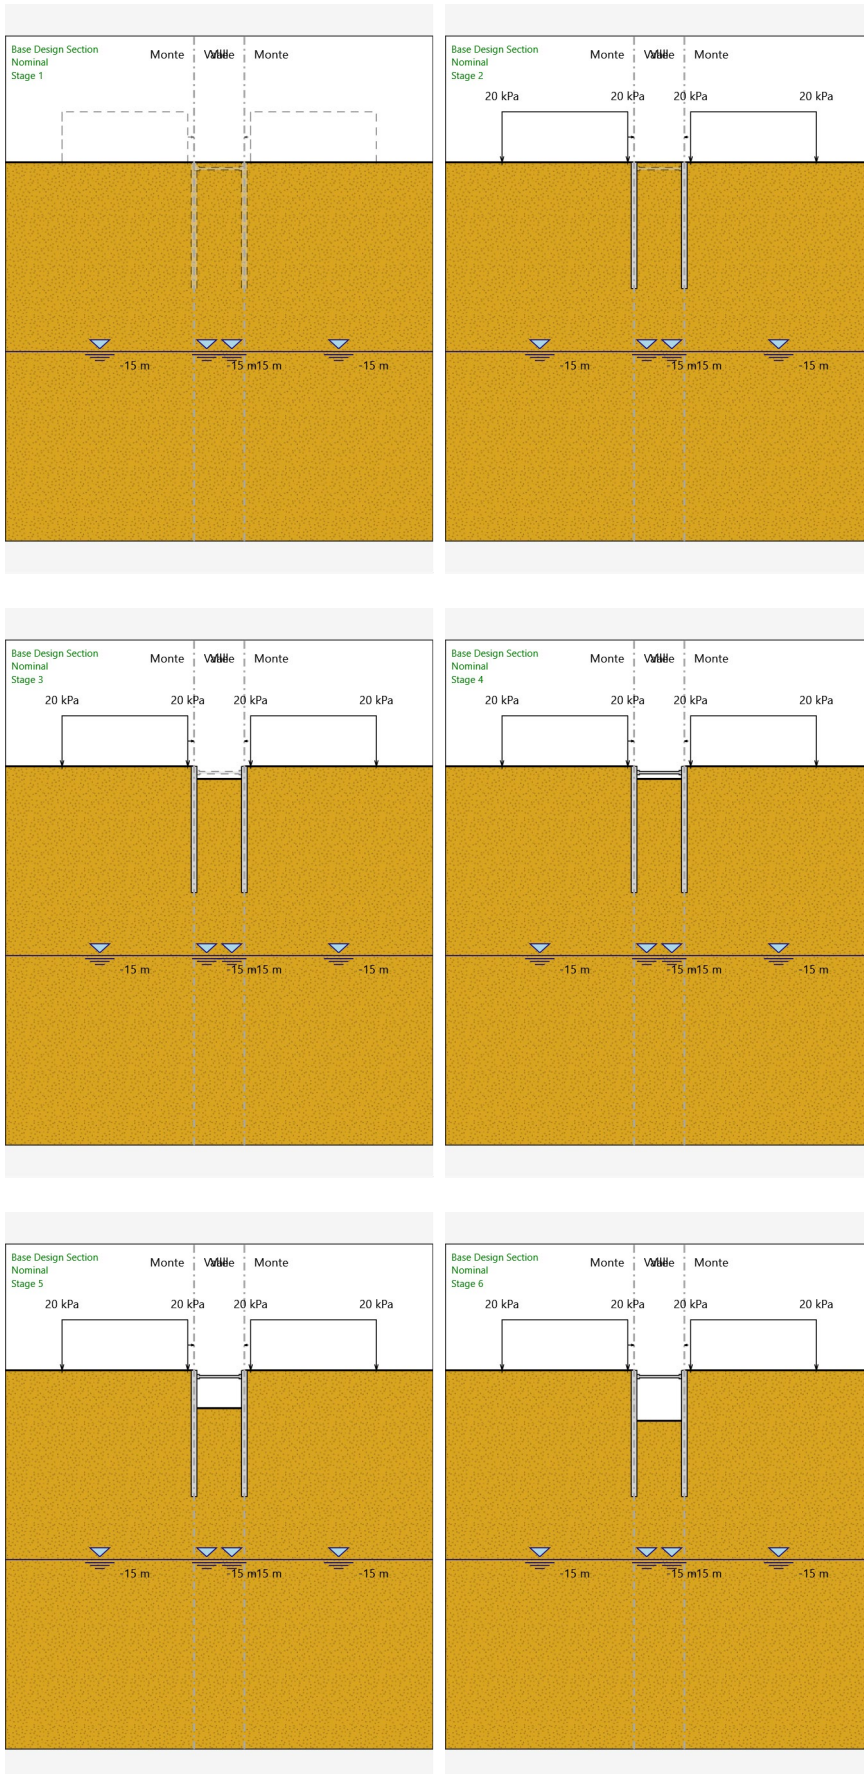 Base Design Section
Nominal
Stage 1
Monte Monte
-15 m -15 m -15 m -15 m
Base Design Section
Nominal
Stage 2
Monte Monte
20 kPa 20 kPa 20 kPa 20 kPa
-15 m -15 m -15 m -15 m
Base Design Section
Nominal
Stage 3
Monte Monte
20 kPa 20 kPa 20 kPa 20 kPa
-15 m -15 m -15 m -15 m
Base Design Section
Nominal
Stage 4
Monte Monte
20 kPa 20 kPa 20 kPa 20 kPa
-15 m -15 m -15 m -15 m
Base Design Section
Nominal
Stage 5
Monte Monte
20 kPa 20 kPa 20 kPa 20 kPa
-15 m -15 m -15 m -15 m
Base Design Section
Nominal
Stage 6
Monte Monte
20 kPa 20 kPa 20 kPa 20 kPa
-15 m -15 m -15 m -15 m